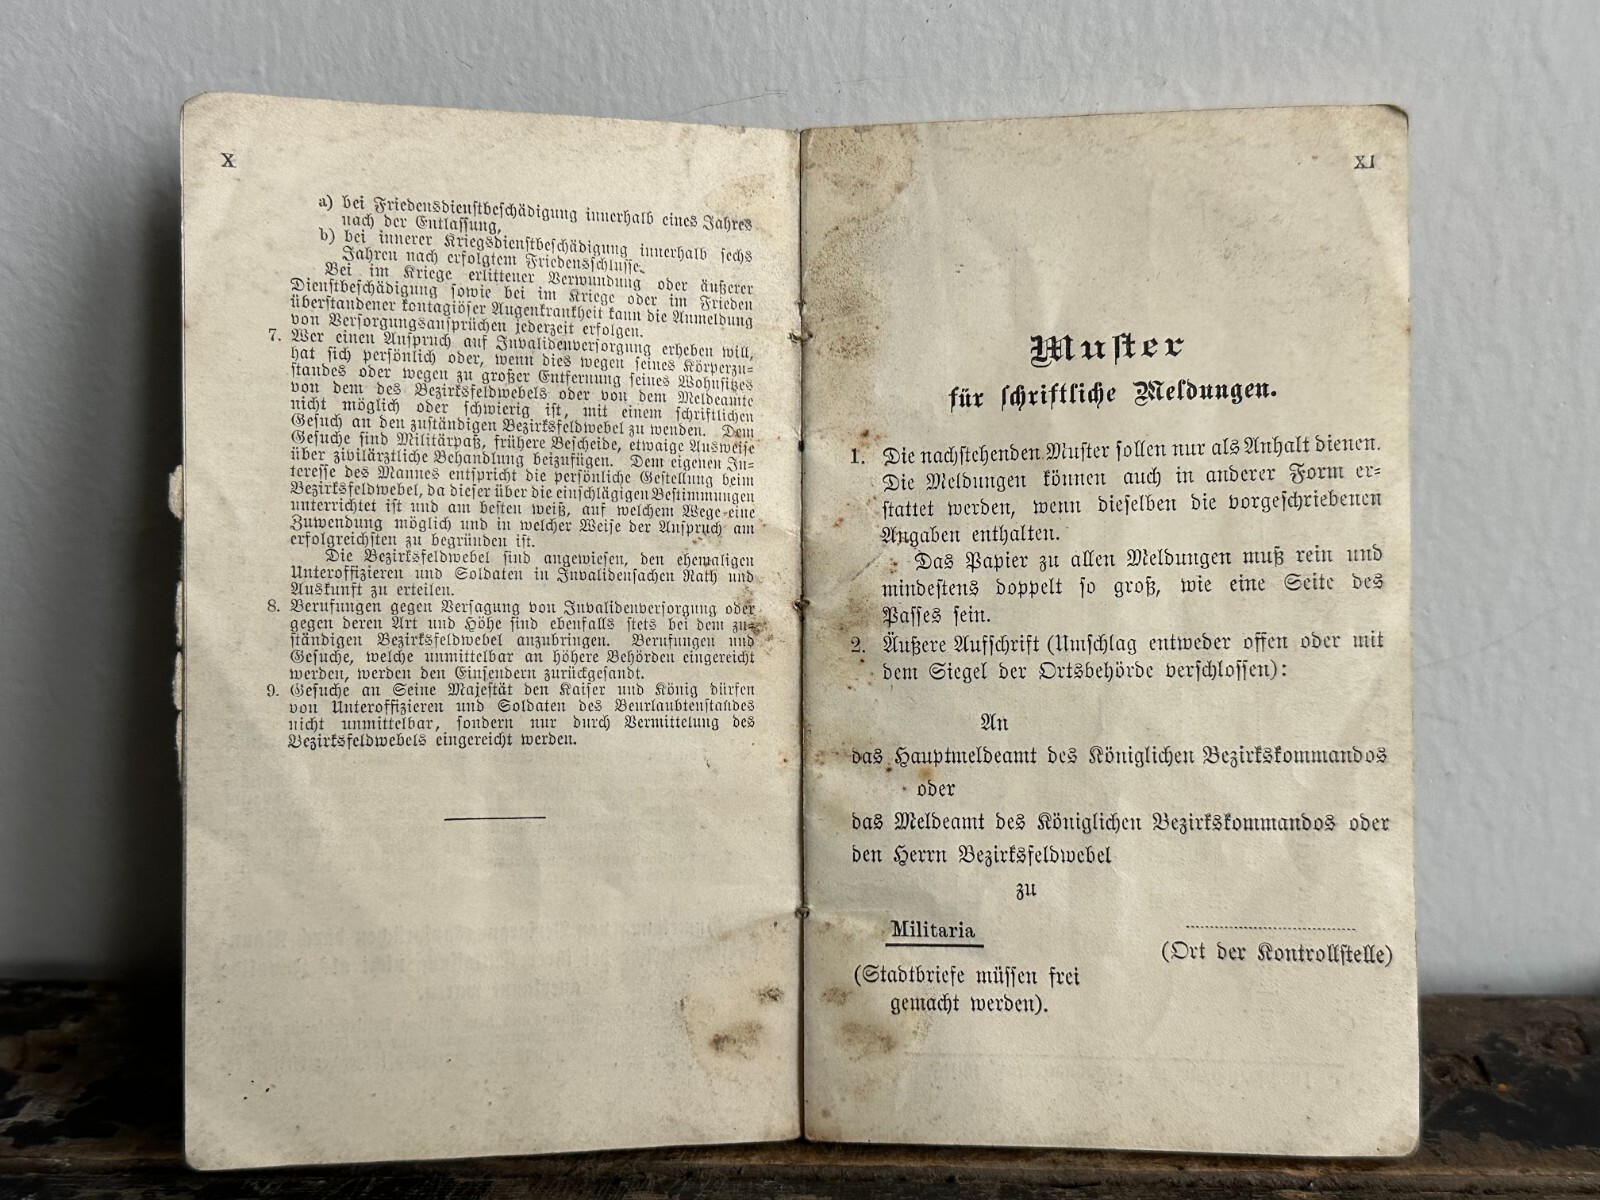 X
a) bei Friedensdienstbeschädigung innerhalb eines Jahres
nach der Entlassung,
b) bei innerer Kriegsdienstbeschädigung innerhalb sechs
Jahren nach erfolgtem Friedensschlusse.
Bei im Kriege erlittener Verwundung oder äußerer
Dienstbeschädigung sowie bei im Kriege oder im Frieden
überstandener kontagiöser Augenkrankheit kann die Anmeldung
von Versorgungsansprüchen jederzeit erfolgen.
7. Wer einen Anspruch auf Invalidenversorgung erheben will,
hat sich persönlich oder, wenn dies wegen seines Körperzu-
standes oder wegen zu großer Entfernung seines Wohnsitzes
von dem des Bezirksfeldwebels oder von dem Meldeamte
nicht möglich oder schwierig ist, mit einem schriftlichen
Gesuch an den zuständigen Bezirksfeldwebel zu wenden. Dem
Gesuche sind Militärpaß, frühere Bescheide, etwaige Ausweise
über zivilärztliche Behandlung beizufügen. Dem eigenen In-
teresse des Mannes entspricht die persönliche Gestellung beim
Bezirksfeldwebel, da dieser über die einschlägigen Bestimmungen
unterrichtet ist und am besten weiß, auf welchem Wege eine
Zuwendung möglich und in welcher Weise der Anspruch am
erfolgreichsten zu begründen ist.
Die Bezirksfeldwebel sind angewiesen, den ehemaligen
Unteroffizieren und Soldaten in Invalidensachen Rath und
Auskunft zu erteilen.
8. Berufungen gegen Versagung von Invalidenversorgung oder
gegen deren Art und Höhe sind ebenfalls stets bei dem zu-
ständigen Bezirksfeldwebel anzubringen. Berufungen und
Gesuche, welche unmittelbar an höhere Behörden eingereicht
werden, werden den Einsendern zurückgesandt.
9. Gesuche an Seine Majestät den Kaiser und König dürfen
von Unteroffizieren und Soldaten des Beurlaubtenstandes
nicht unmittelbar, sondern nur durch Vermittelung des
Bezirksfeldwebels eingereicht werden.
XI
Muster
für schriftliche Meldungen.
1. Die nachstehenden Muster sollen nur als Anhalt dienen.
Die Meldungen können auch in anderer Form er-
stattet werden, wenn dieselben die vorgeschriebenen
Angaben enthalten.
Das Papier zu allen Meldungen muß rein und
mindestens doppelt so groß, wie eine Seite des
Passes sein.
2. Äußere Aufschrift (Umschlag entweder offen oder mit
dem Siegel der Ortsbehörde verschlossen):
An
das Hauptmeldeamt des Königlichen Bezirkskommandos
oder
das Meldeamt des Königlichen Bezirkskommandos oder
den Herrn Bezirksfeldwebel
zu
Militaria
(Ort der Kontrollstelle)
(Stadtbriefe müssen frei
gemacht werden).